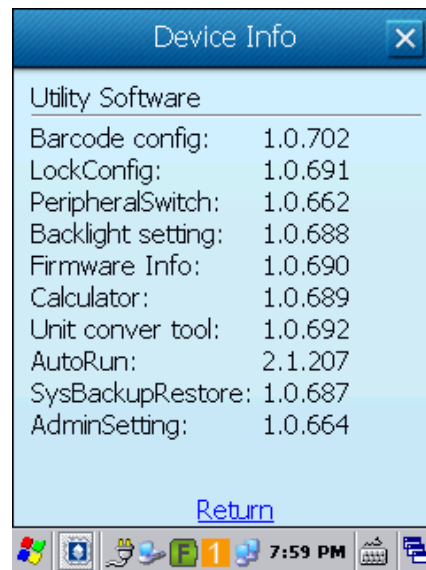 Device Info
Utility Software
Barcode config: 1.0.702
LockConfig: 1.0.691
PeripheralSwitch: 1.0.662
Backlight setting: 1.0.688
Firmware Info: 1.0.690
Calculator: 1.0.689
Unit conver tool: 1.0.692
AutoRun: 2.1.207
SysBackupRestore: 1.0.687
AdminSetting: 1.0.664
Return
F 1 7:59 PM